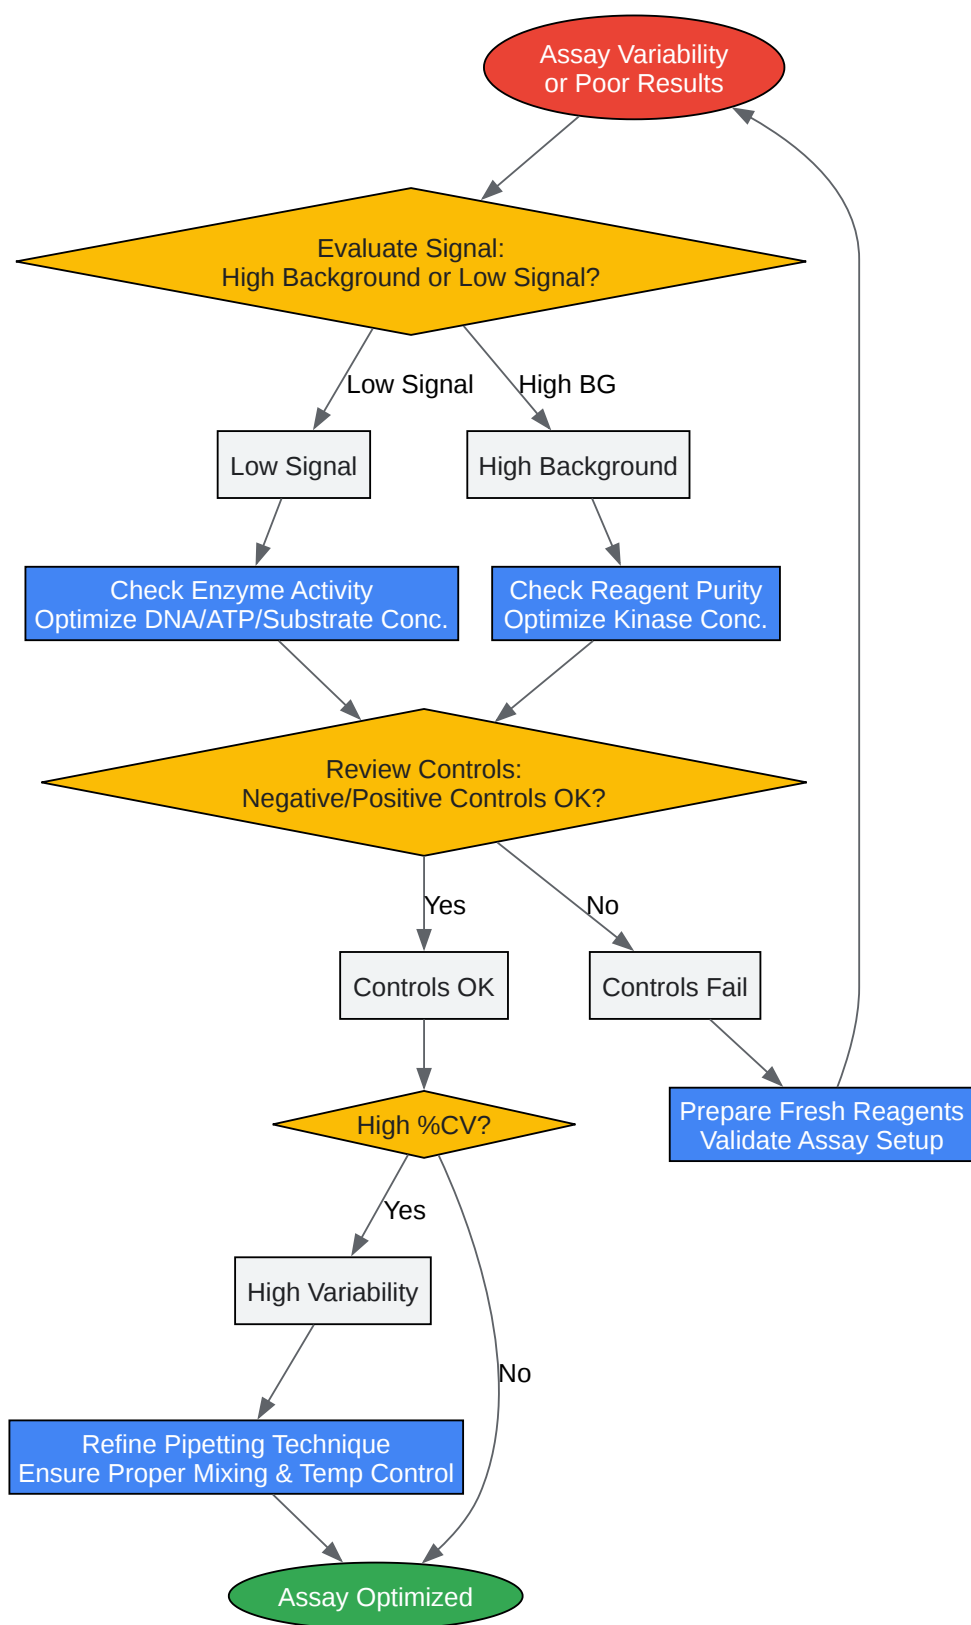 Assay Variability
or Poor Results
Evaluate Signal:
High Background or Low Signal?
Low Signal
High BG
Low Signal
High Background
Check Enzyme Activity
Optimize DNA/ATP/Substrate Conc.
Check Reagent Purity
Optimize Kinase Conc.
Review Controls:
Negative/Positive Controls OK?
Yes
No
Controls OK
Controls Fail
High %CV?
Prepare Fresh Reagents
Validate Assay Setup
Yes
High Variability
No
Refine Pipetting Technique
Ensure Proper Mixing & Temp Control
Assay Optimized